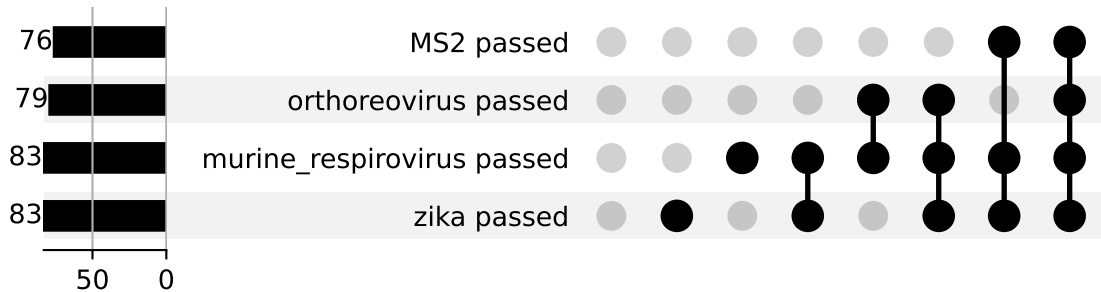 76 MS2 passed
79 orthoreovirus passed
83 murine_respirovirus passed
83 zika passed
50 0